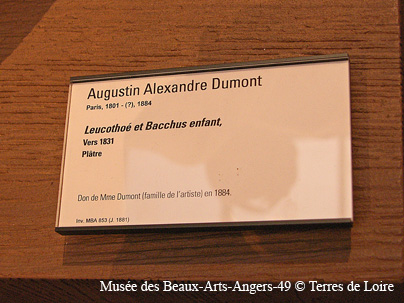 Augustin Alexandre Dumont
Paris, 1801 - (?), 1884
Leucothoé et Bacchus enfant,
Vers 1831
Plâtre
Don de Mme Dumont (famille de l'artiste) en 1884.
Inv. MBA 853 (J. 1881)
Musée des Beaux-Arts-Angers-49 © Terres de Loire